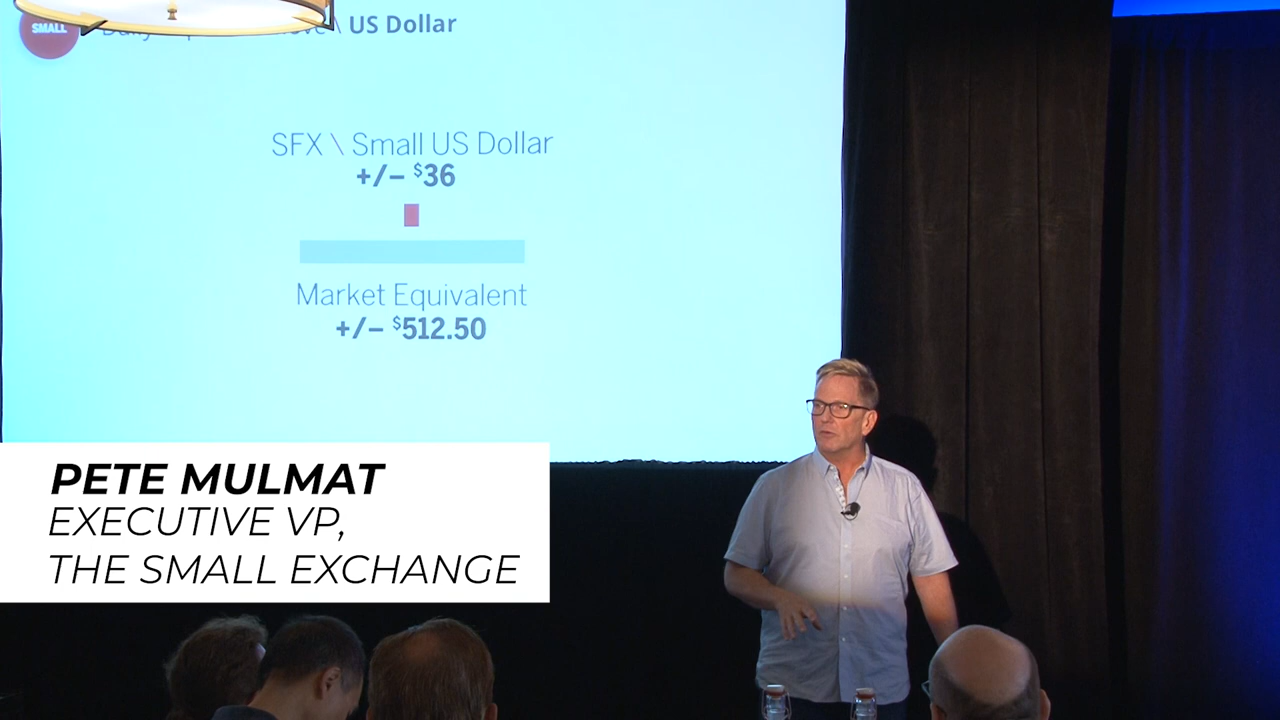 SMALL
\ US Dollar
SFX \ Small US Dollar
+/– $36
Market Equivalent
+/– $512.50
PETE MULMAT
EXECUTIVE VP,
THE SMALL EXCHANGE